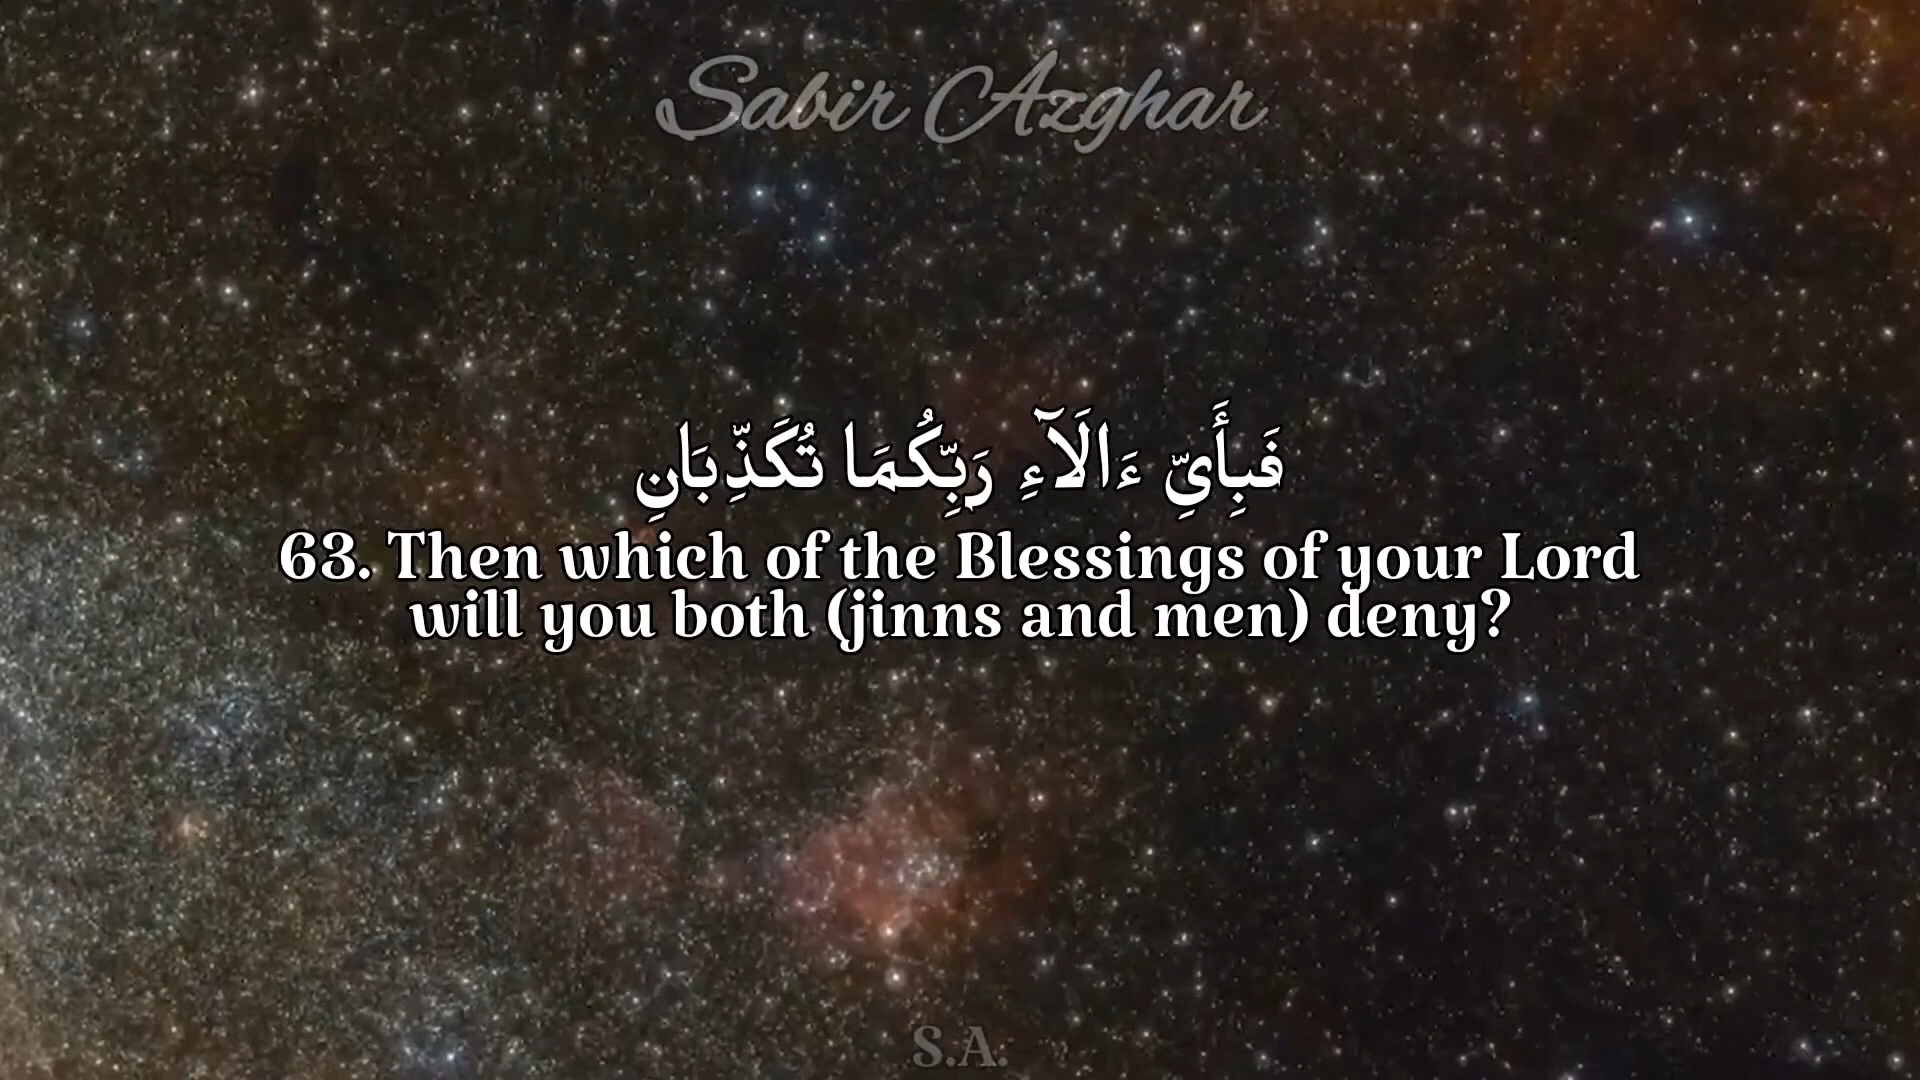 Sabir Azghar
فَبِأَىِّ ءَالَآءِ رَبِّكُمَا تُكَذِّبَانِ
63. Then which of the Blessings of your Lord
will you both (jinns and men) deny?
S.A.